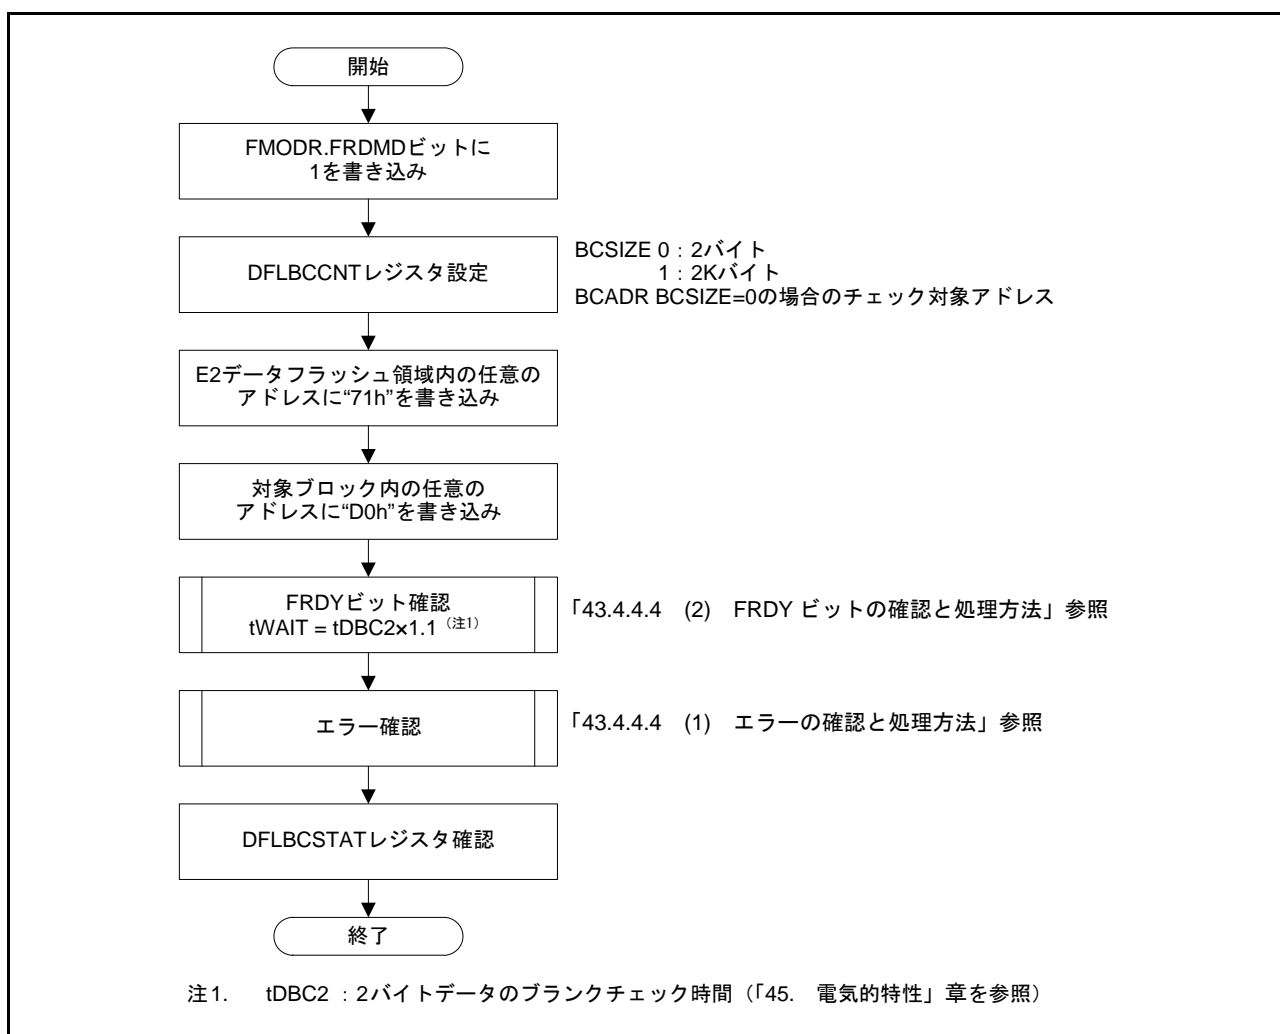 開始
FMODR.FRDMDビットに
1を書き込み
DFLBCCNTレジスタ設定
BCSIZE 0：2バイト
1：2Kバイト
BCADR BCSIZE=0の場合のチェック対象アドレス
E2データフラッシュ領域内の任意の
アドレスに“71h”を書き込み
対象ブロック内の任意の
アドレスに“D0h”を書き込み
FRDYビット確認
tWAIT = tDBC2×1.1（注1）
「43.4.4.4　(2)　FRDY ビットの確認と処理方法」参照
エラー確認
「43.4.4.4　(1)　エラーの確認と処理方法」参照
DFLBCSTATレジスタ確認
終了
注1.　tDBC2 ：2バイトデータのブランクチェック時間（「45.　電気的特性」章を参照）